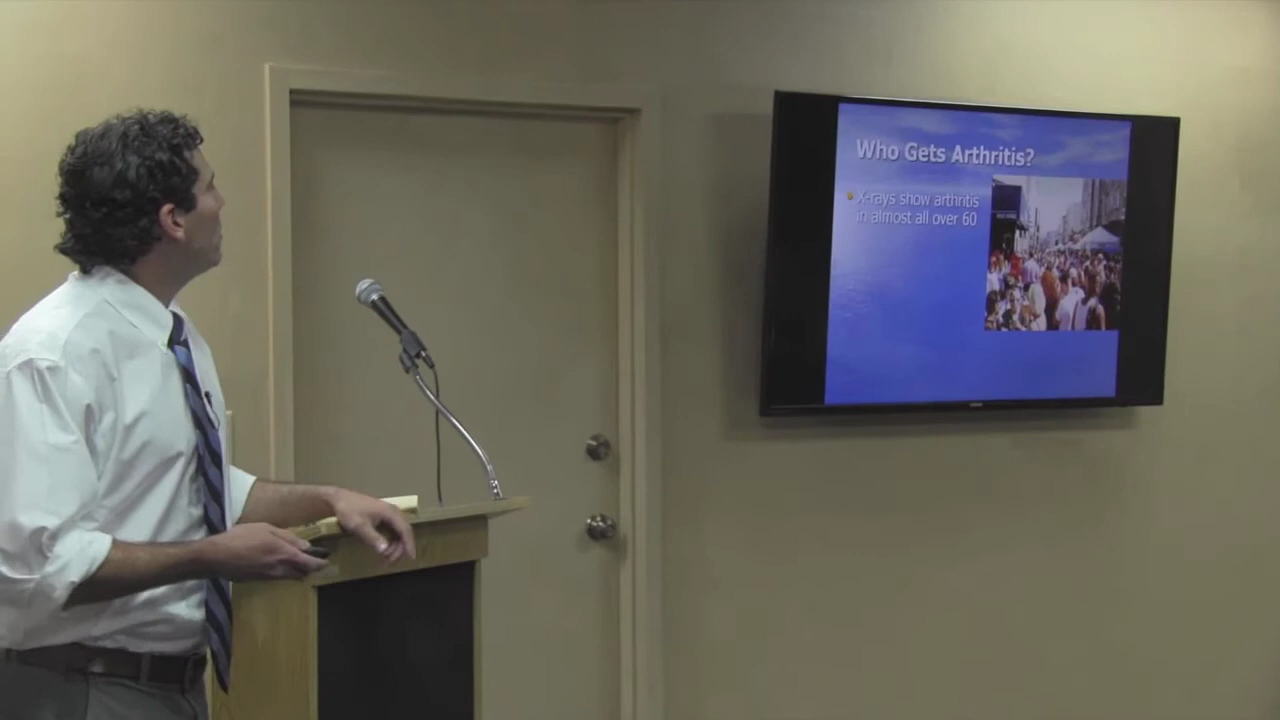 Who Gets Arthritis?
X-rays show arthritis
in almost all over 60